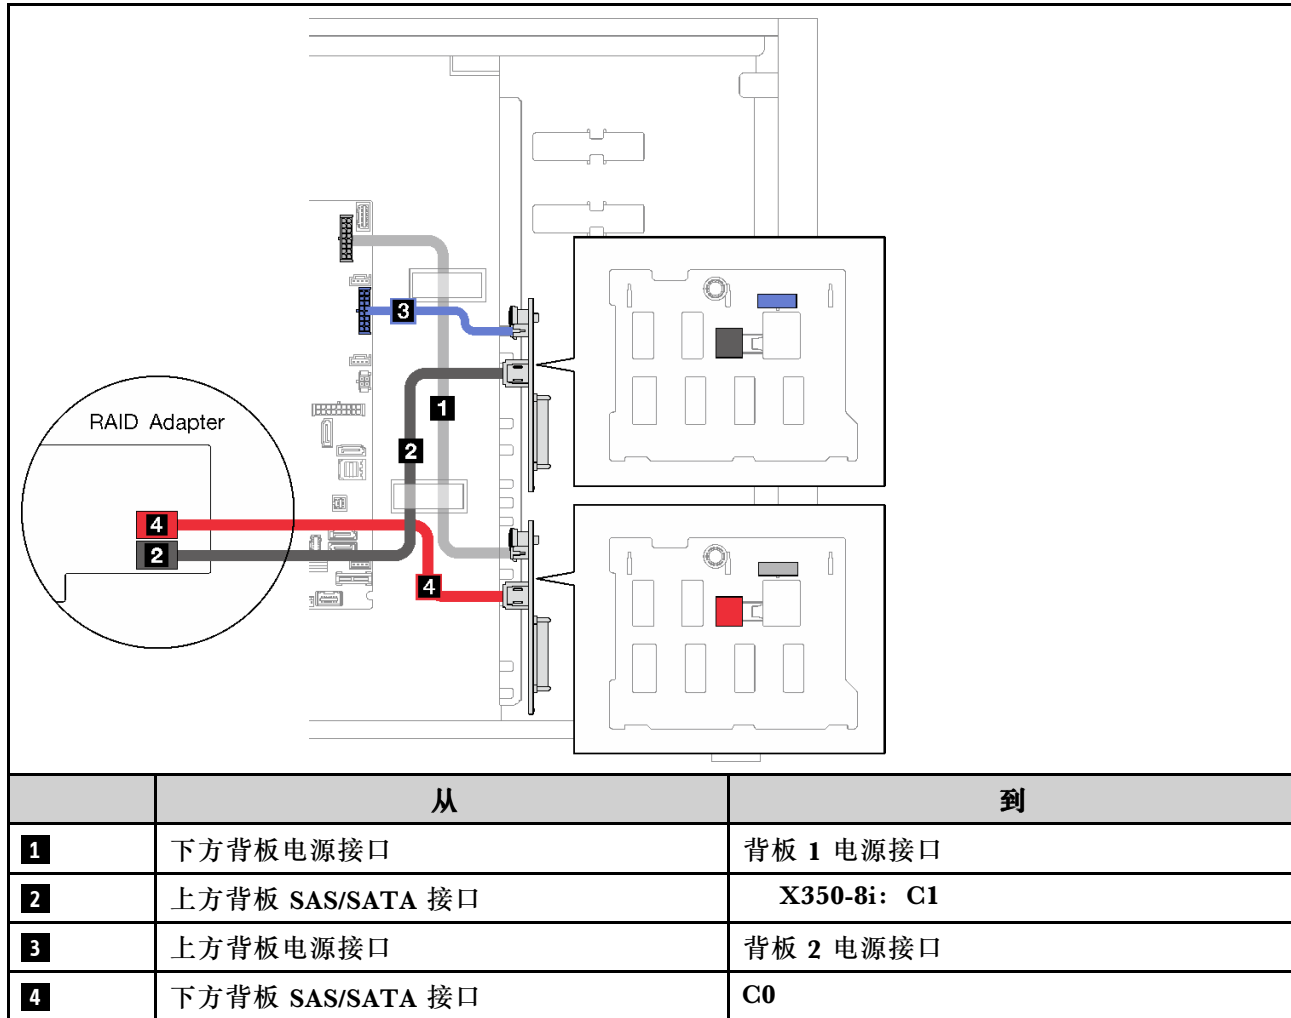 3
1
RAID Adapter
2
4
2
4
从 到
1 下方背板电源接口 背板 1 电源接口
2 上方背板 SAS/SATA 接口 X350-8i: C1
3 上方背板电源接口 背板 2 电源接口
4 下方背板 SAS/SATA 接口 C0